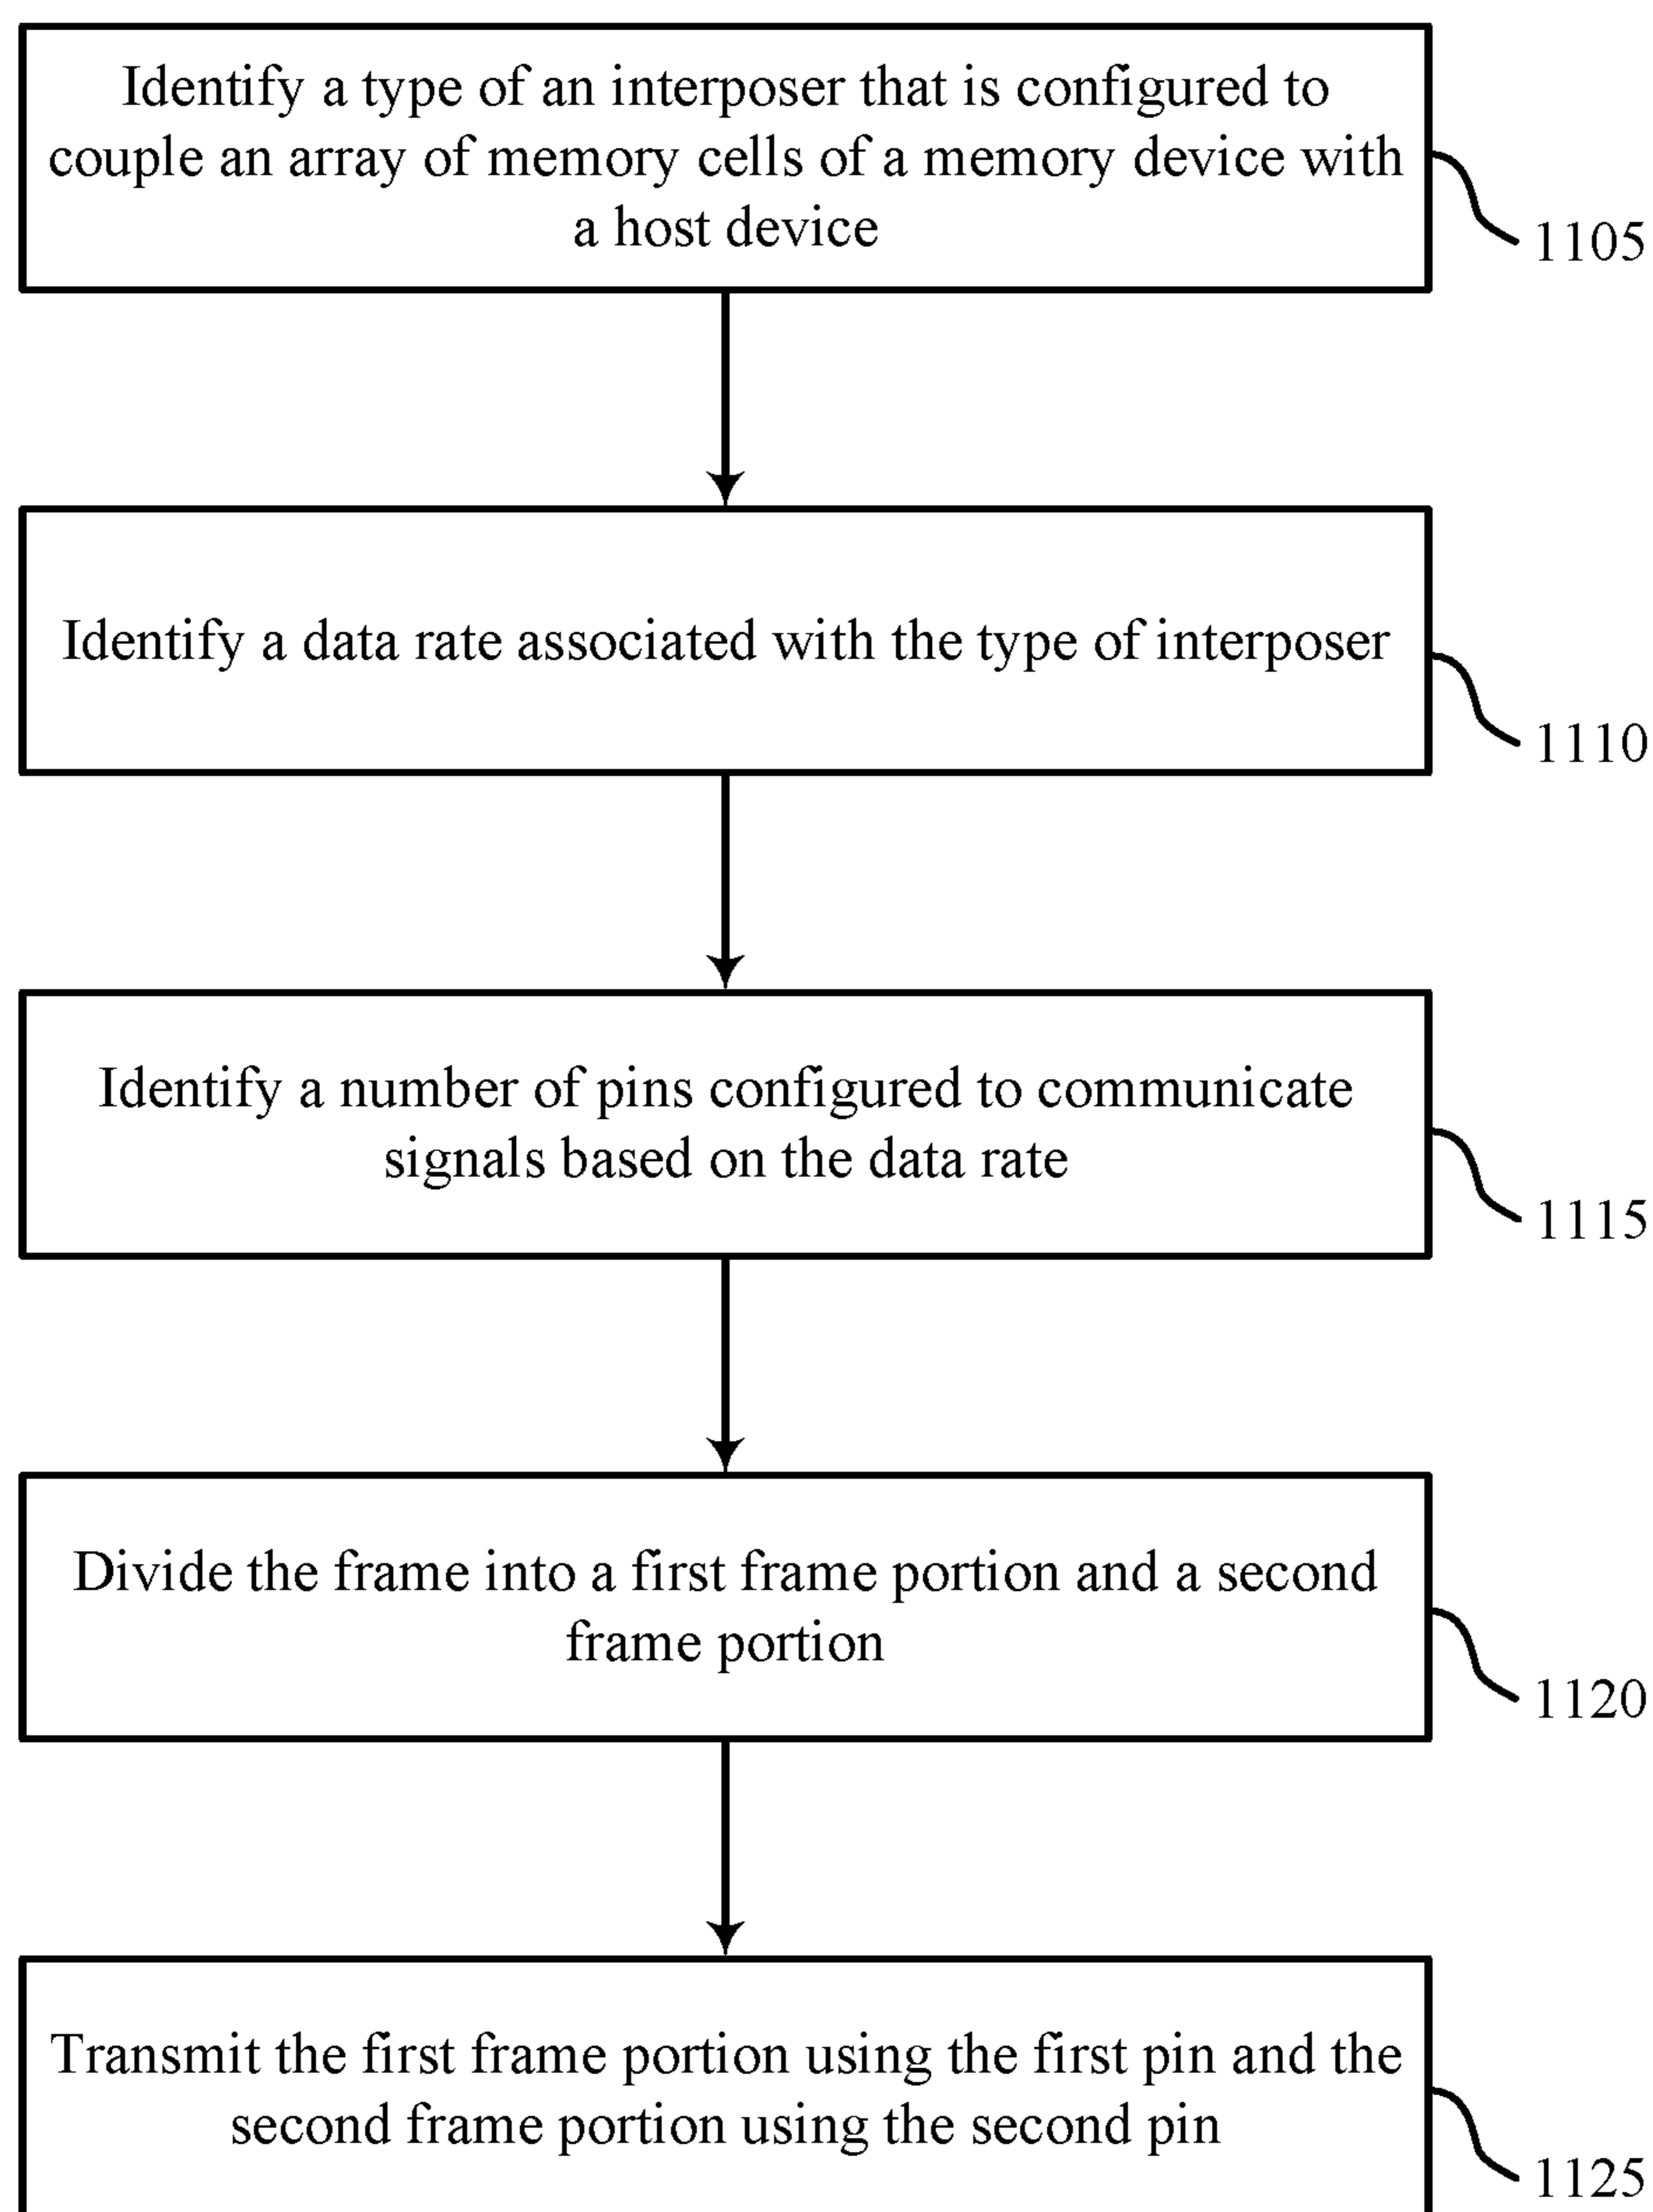 Identify a type of an interposer that is configured to
couple an array of memory cells of a memory device with
a host device
1105
Identify a data rate associated with the type of interposer
1110
Identify a number of pins configured to communicate
signals based on the data rate
1115
Divide the frame into a first frame portion and a second
frame portion
1120
Transmit the first frame portion using the first pin and the
second frame portion using the second pin
1125